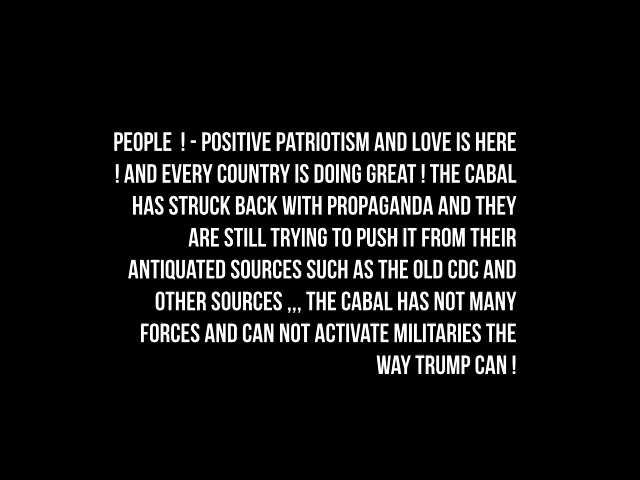 PEOPLE ! - POSITIVE PATRIOTISM AND LOVE IS HERE
! AND EVERY COUNTRY IS DOING GREAT ! THE CABAL
HAS STRUCK BACK WITH PROPAGANDA AND THEY
ARE STILL TRYING TO PUSH IT FROM THEIR
ANTIQUATED SOURCES SUCH AS THE OLD CDC AND
OTHER SOURCES ,,, THE CABAL HAS NOT MANY
FORCES AND CAN NOT ACTIVATE MILITARIES THE
WAY TRUMP CAN !